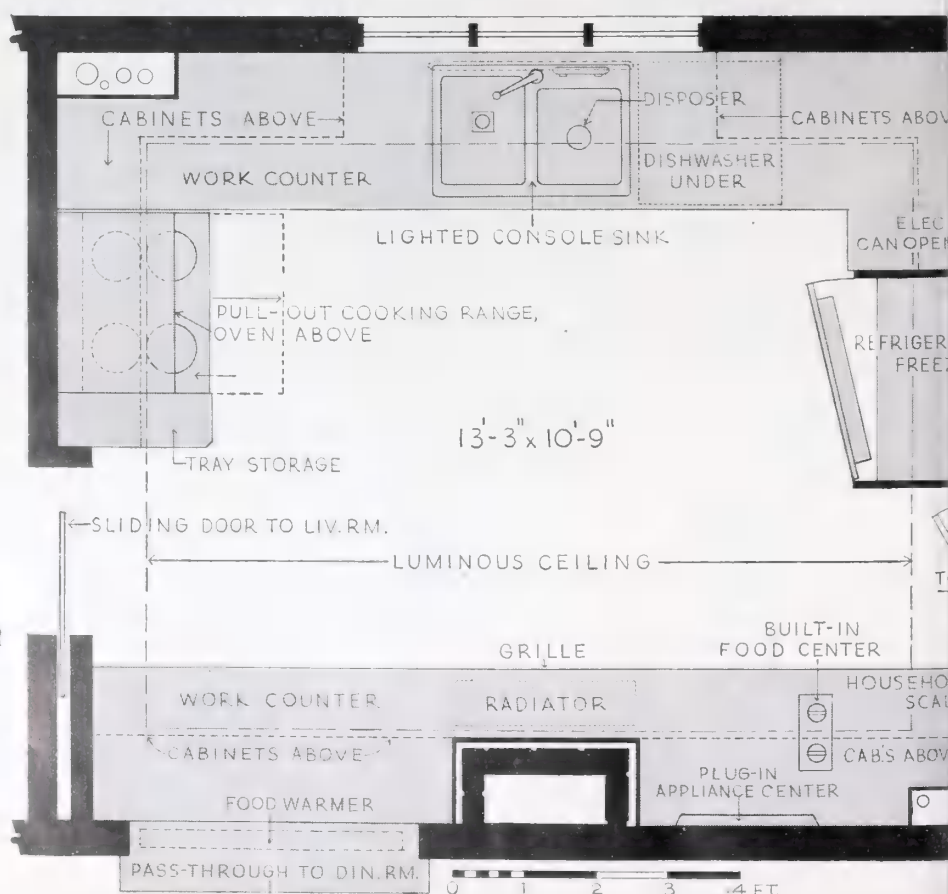 CABINETS ABOVE
WORK COUNTER
DISPOSER
DISHWASHER
UNDER
CABINETS ABOV
LIGHTED CONSOLE SINK
ELEC
CAN OPEN
PULL-OUT COOKING RANGE,
OVEN ABOVE
REFRIGER
FREEZ
13'-3" x 10'-9"
TRAY STORAGE
SLIDING DOOR TO LIV. RM.
LUMINOUS CEILING
T
BUILT-IN
FOOD CENTER
GRILLE
HOUSEHO
SCAL
WORK COUNTER
RADIATOR
CABINETS ABOVE
CAB'S ABOV
PLUG-IN
APPLIANCE CENTER
FOOD WARMER
PASS-THROUGH TO DIN. RM.
0 1 2 3 4 FT